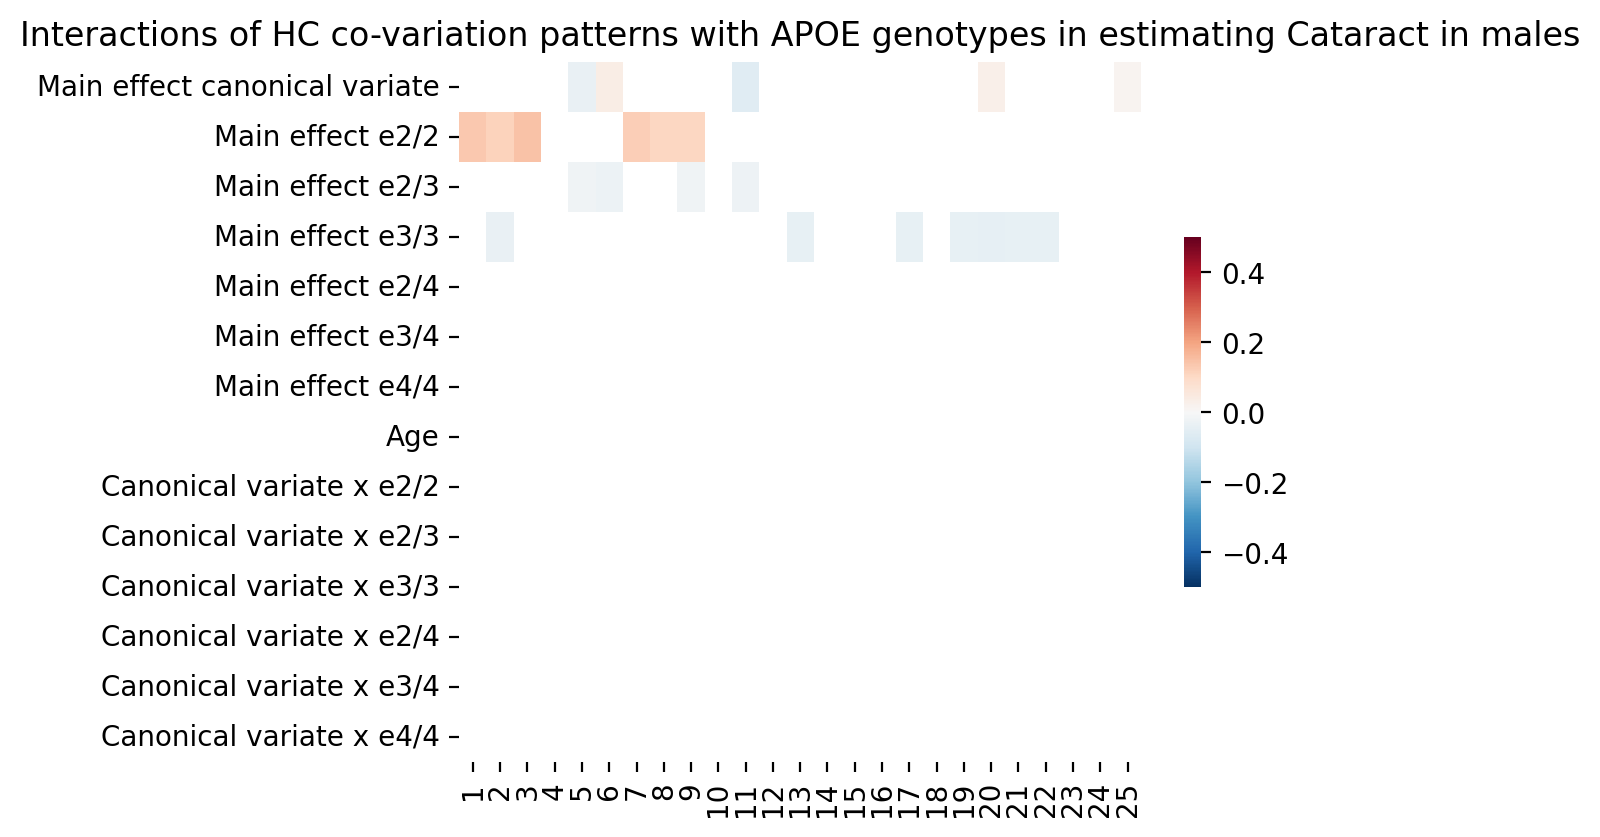 Interactions of HC co-variation patterns with APOE genotypes in estimating Cataract in males
Main effect canonical variate
Main effect e2/2
Main effect e2/3
Main effect e3/3
Main effect e2/4
Main effect e3/4
Main effect e4/4
Age
Canonical variate x e2/2
Canonical variate x e2/3
Canonical variate x e3/3
Canonical variate x e2/4
Canonical variate x e3/4
Canonical variate x e4/4
1
2
3
4
5
6
7
8
9
10
11
12
13
14
15
16
17
18
19
20
21
22
23
24
25
0.4
0.2
0.0
−0.2
−0.4